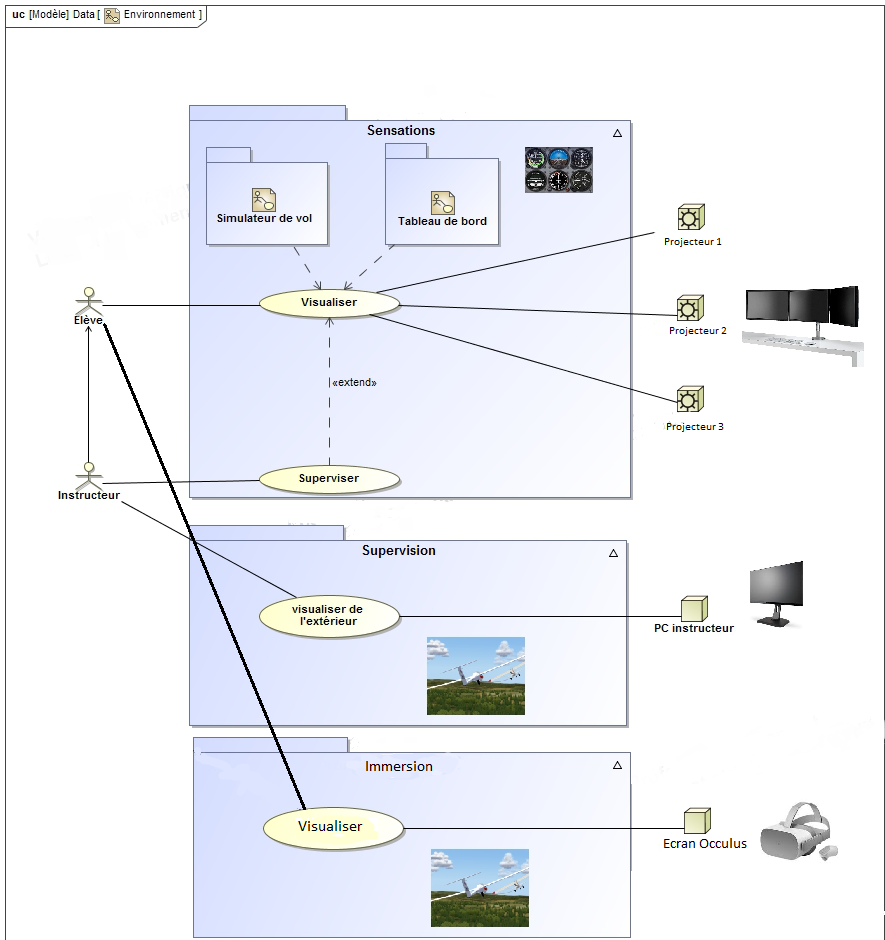 uc [Modèle] Data [ Environnement ]
Sensations
Simulateur de vol
Tableau de bord
Projecteur 1
Visualiser
Elève
Projecteur 2
«extend»
Projecteur 3
Superviser
Instructeur
Supervision
visualiser de
l'extérieur
PC instructeur
Immersion
Visualiser
Ecran Occulus